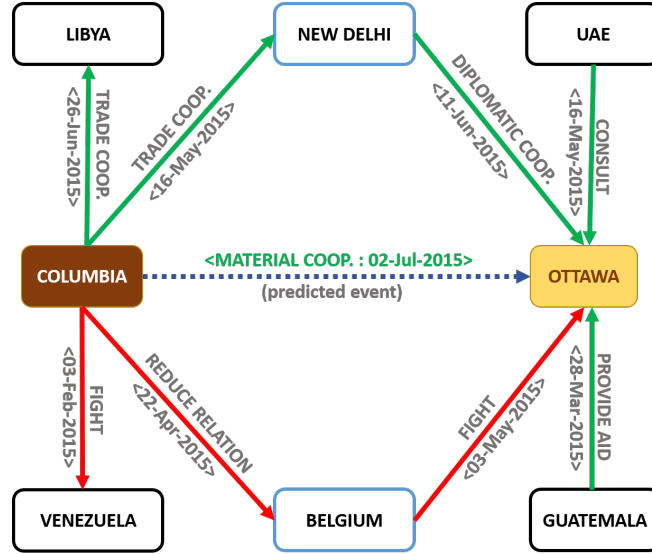 LIBYA
NEW DELHI
UAE
TRADE COOP.
<26-Jun-2015>
TRADE COOP.
<16-May-2015>
DIPLOMATIC COOP.
<11-Jun-2015>
CONSULT
<16-May-2015>
COLUMBIA
<MATERIAL COOP. : 02-Jul-2015>
(predicted event)
OTTAWA
FIGHT
<03-Feb-2015>
REDUCE RELATION
<22-Apr-2015>
FIGHT
<03-May-2015>
PROVIDE AID
<28-Mar-2015>
VENEZUELA
BELGIUM
GUATEMALA